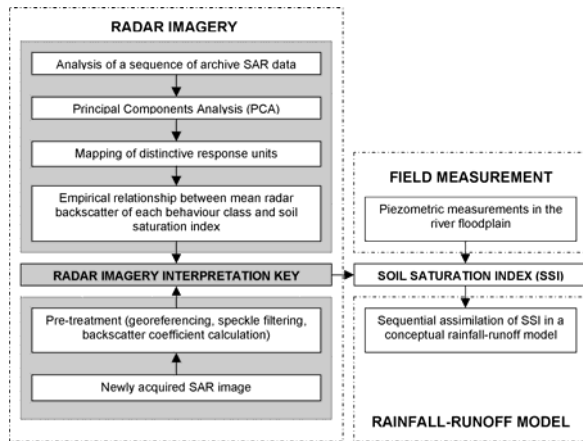 RADAR IMAGERY
Analysis of a sequence of archive SAR data
Principal Components Analysis (PCA)
Mapping of distinctive response units
Empirical relationship between mean radar
backscatter of each behaviour class and soil
saturation index
RADAR IMAGERY INTERPRETATION KEY
Pre-treatment (georeferencing, speckle filtering,
backscatter coefficient calculation)
Newly acquired SAR image
FIELD MEASUREMENT
Piezometric measurements in the
river floodplain
SOIL SATURATION INDEX (SSI)
Sequential assimilation of SSI in a
conceptual rainfall-runoff model
RAINFALL-RUNOFF MODEL